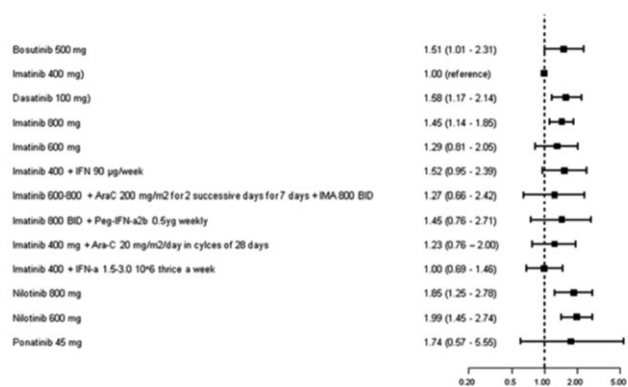 Bosutinib 500 mg 1.51 (1.01 - 2.31)
Imatinib 400 mg) 1.00 (reference)
Dasatinib 100 mg) 1.58 (1.17 - 2.14)
Imatinib 800 mg 1.45 (1.14 - 1.85)
Imatinib 600 mg 1.29 (0.81 - 2.05)
Imatinib 400 + IFN 90 µg/week 1.52 (0.95 - 2.39)
Imatinib 600-800 + AraC 200 mg/m2 for 2 successive days for 7 days + IMA 800 BID 1.27 (0.66 - 2.42)
Imatinib 800 BID + Peg-IFN-a2b 0.5yg weekly 1.45 (0.76 - 2.71)
Imatinib 400 mg + Ara-C 20 mg/m2/day in cylces of 28 days 1.23 (0.76 – 2.00)
Imatinib 400 + IFN-a 1.5-3.0 10^6 thrice a week 1.00 (0.69 - 1.46)
Nilotinib 800 mg 1.85 (1.25 - 2.78)
Nilotinib 600 mg 1.99 (1.45 - 2.74)
Ponatinib 45 mg 1.74 (0.57 - 5.55)
0.20 0.5 1.00 2.00 5.00